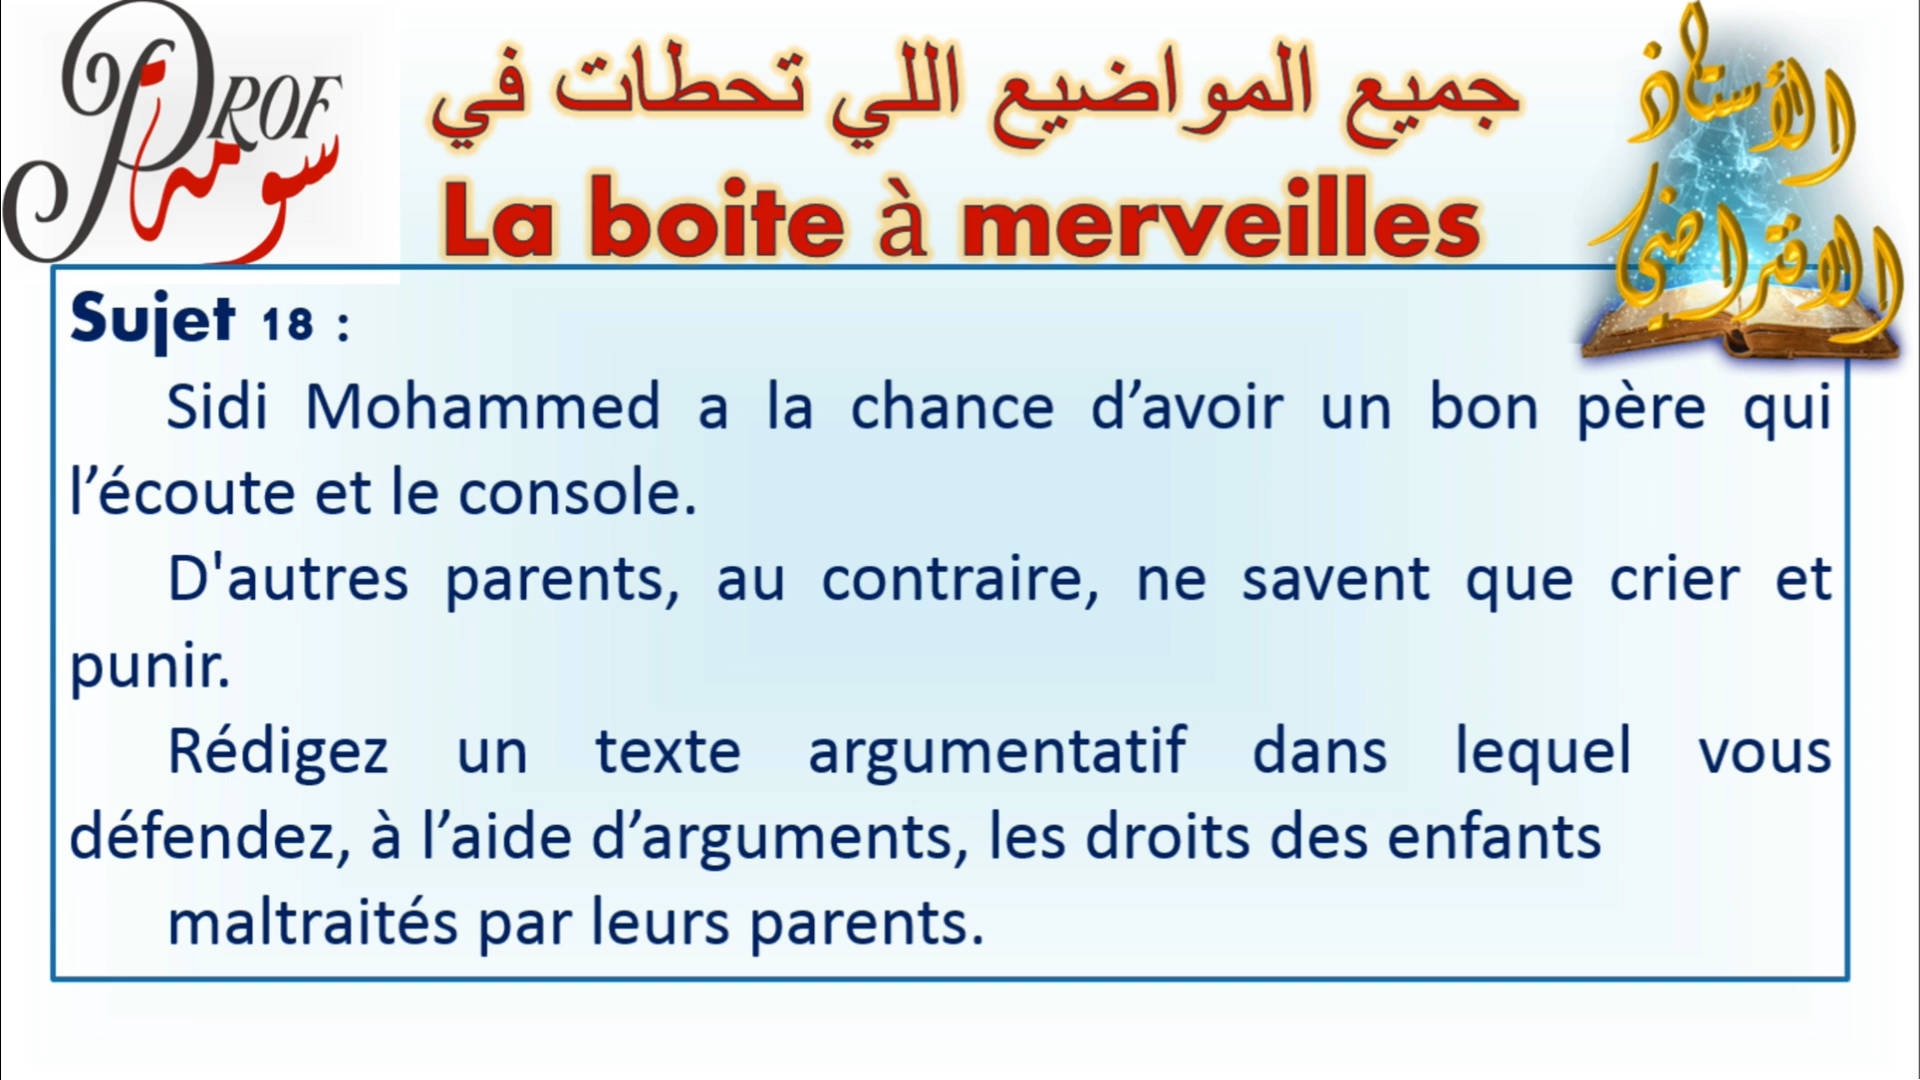 PROF سومة
جميع المواضيع اللي تحطات في
La boite à merveilles
الأستاذ
الافتراضي
Sujet 18 :
Sidi Mohammed a la chance d’avoir un bon père qui
l’écoute et le console.
D'autres parents, au contraire, ne savent que crier et
punir.
Rédigez un texte argumentatif dans lequel vous
défendez, à l’aide d’arguments, les droits des enfants
maltraités par leurs parents.